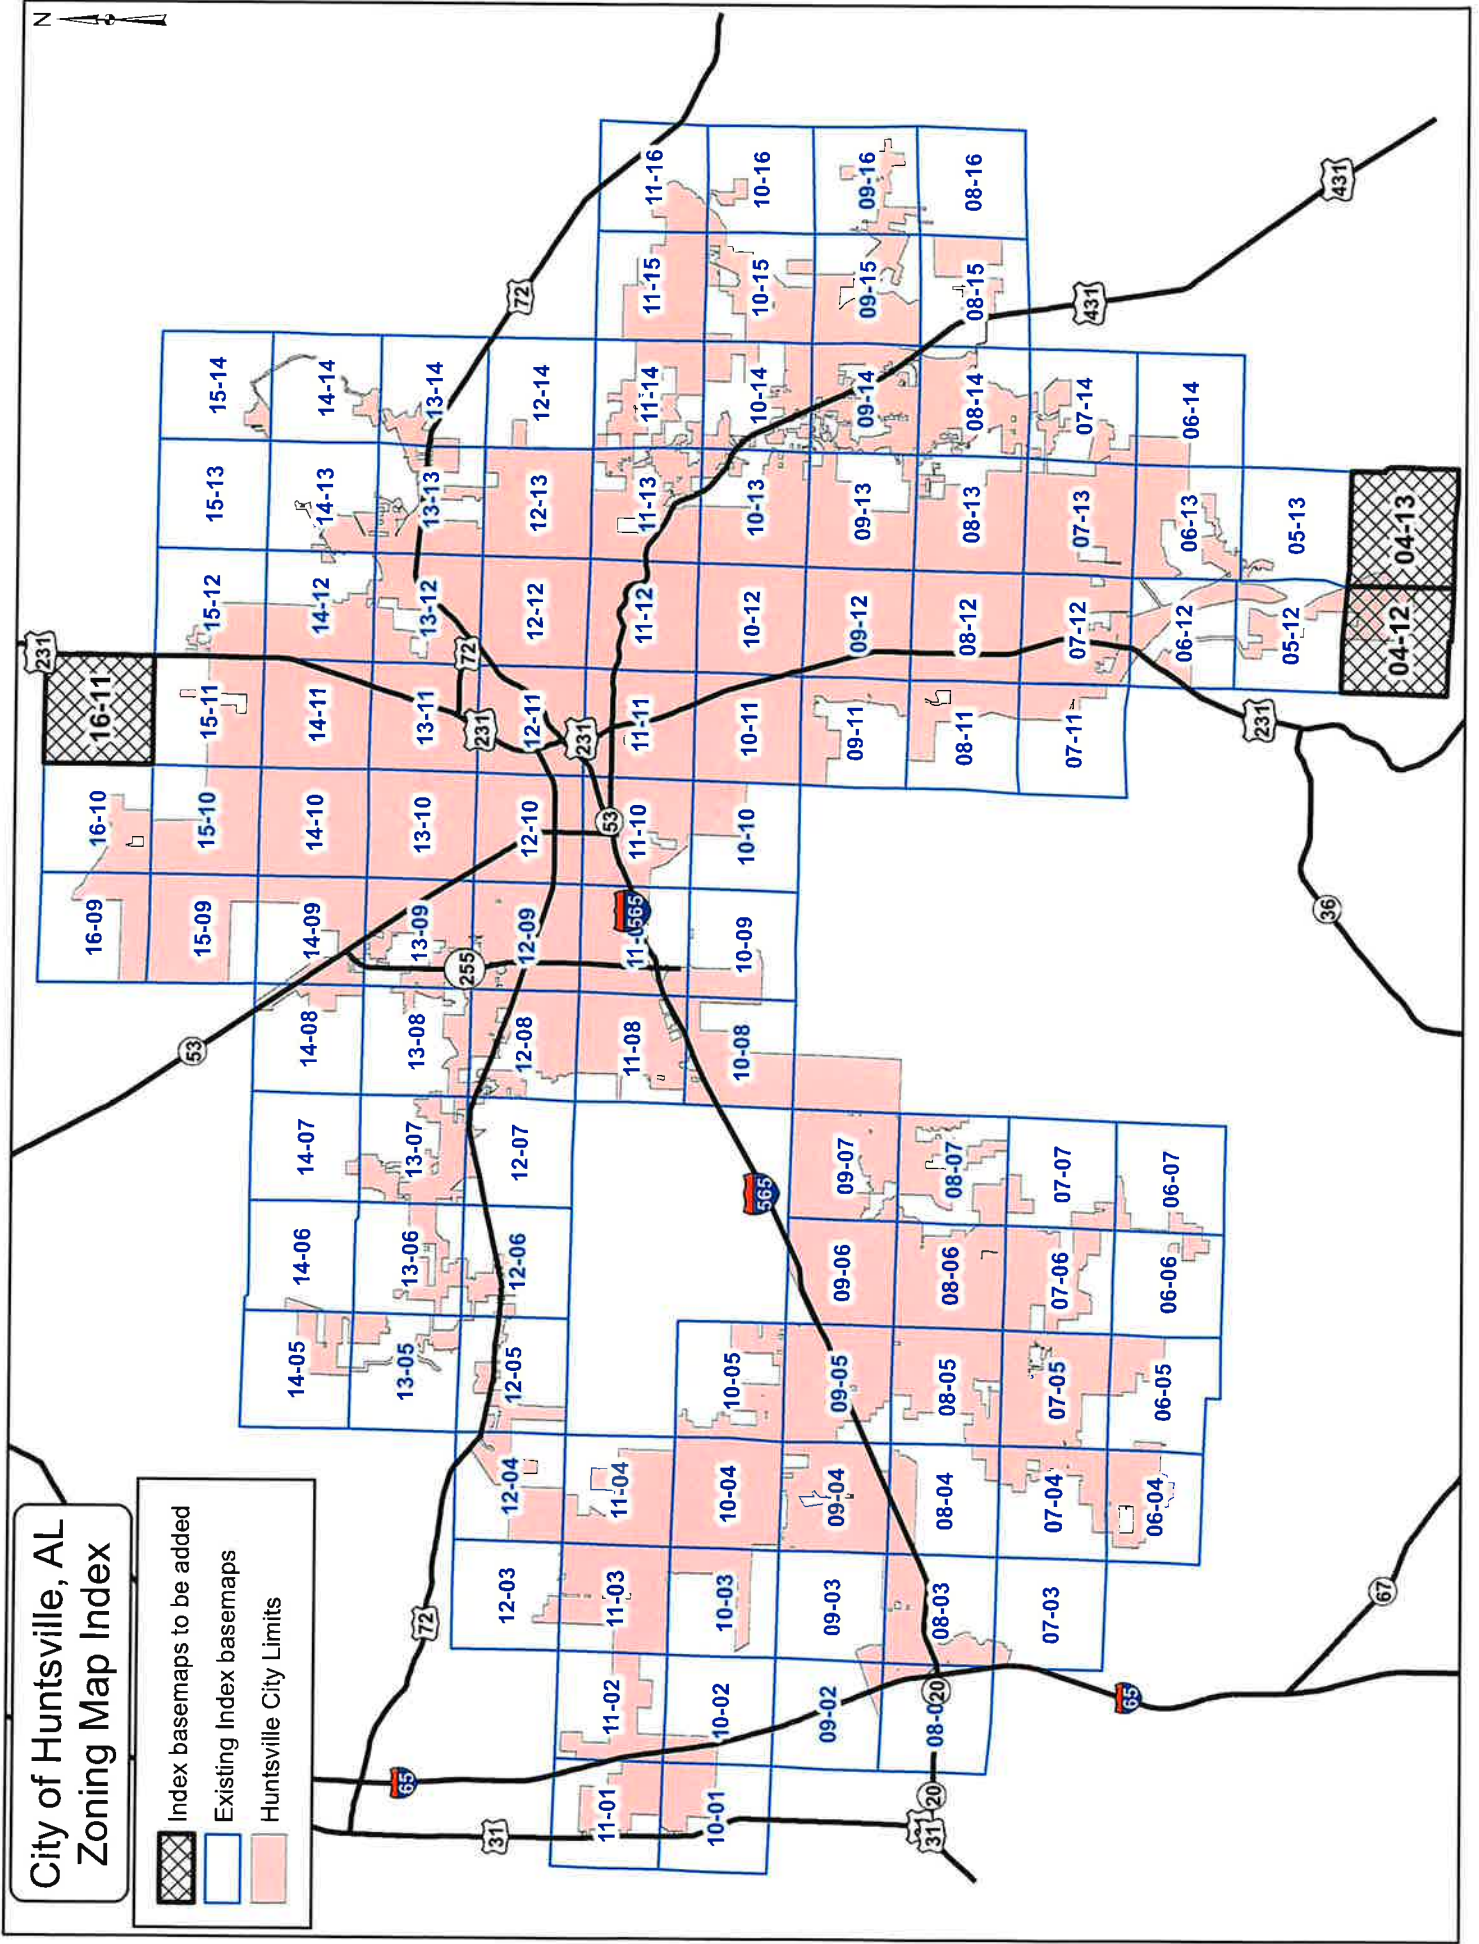 City of Huntsville, AL
Zoning Map Index
N
Index basemaps to be added
Existing Index basemaps
Huntsville City Limits
231
16-09 16-10 16-11
53
15-09 15-10 15-11 15-12 15-13 15-14
14-05 14-06 14-07 14-08 14-09 14-10 14-11 14-12 14-13 14-14
65 72
13-05 13-06 13-07 13-08 13-09 13-10 13-11 13-12 13-13 13-14
255 231 72
31 72
12-03 12-04 12-05 12-06 12-07 12-08 12-09 12-10 12-11 12-12 12-13 12-14
231
53
565
11-01 11-02 11-03 11-04 11-08 11-09 11-10 11-11 11-12 11-13 11-14 11-15 11-16
10-01 10-02 10-03 10-04 10-05 10-08 10-09 10-10 10-11 10-12 10-13 10-14 10-15 10-16
565
09-02 09-03 09-04 09-05 09-06 09-07 09-11 09-12 09-13 09-14 09-15 09-16
31 20 08-02 20 08-03 08-04 08-05 08-06 08-07 08-11 08-12 08-13 08-14 08-15 08-16
07-03 07-04 07-05 07-06 07-07 07-11 07-12 07-13 07-14
431
65
06-04 06-05 06-06 06-07 06-12 06-13 06-14
231
05-12 05-13
36 431
67
04-12 04-13